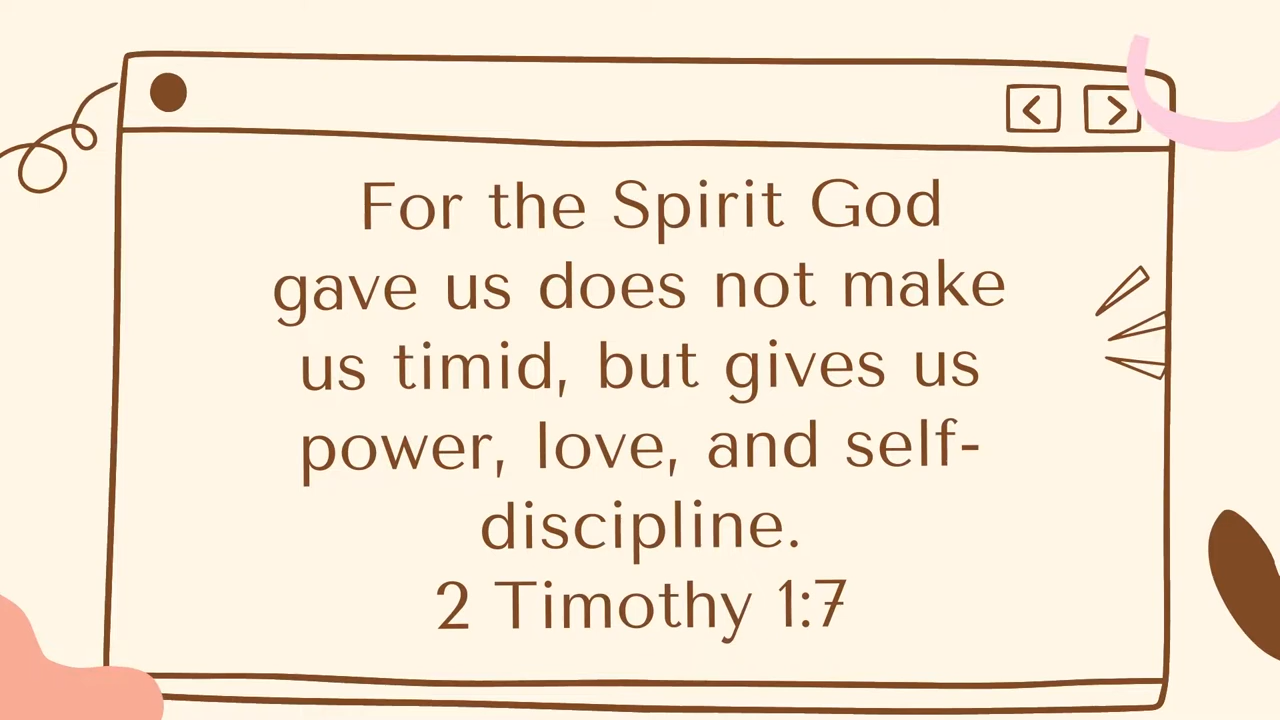 For the Spirit God
gave us does not make
us timid, but gives us
power, love, and self-
discipline.
2 Timothy 1:7